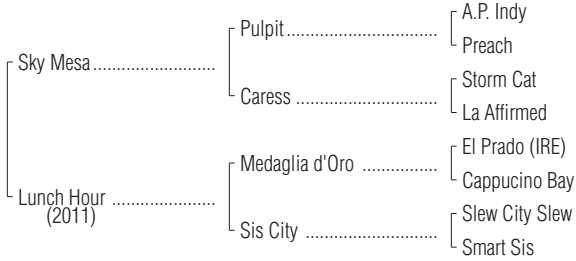 A.P. Indy
Pulpit..............................
Preach
Sky Mesa........................
Storm Cat
Caress ............................
La Affirmed
El Prado (IRE)
Medaglia d'Oro ...............
Cappucino Bay
Lunch Hour ....................
(2011)
Slew City Slew
Sis City ..........................
Smart Sis